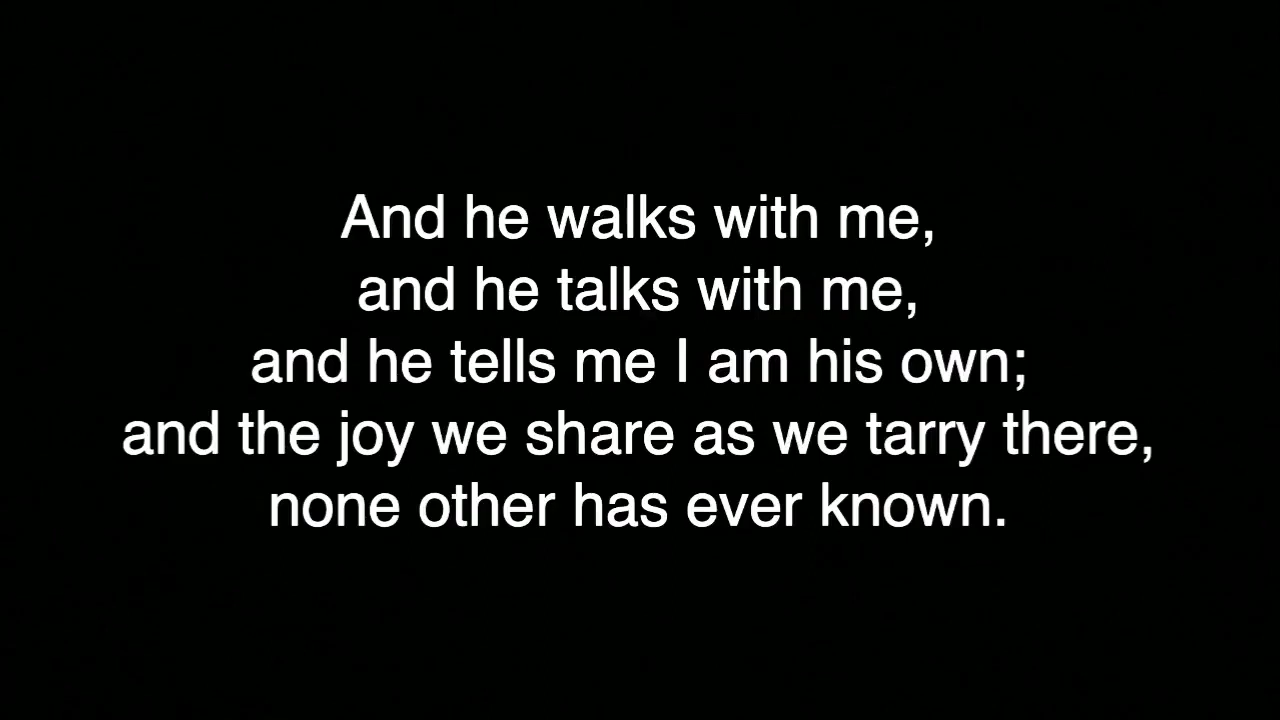 And he walks with me,
and he talks with me,
and he tells me I am his own;
and the joy we share as we tarry there,
none other has ever known.